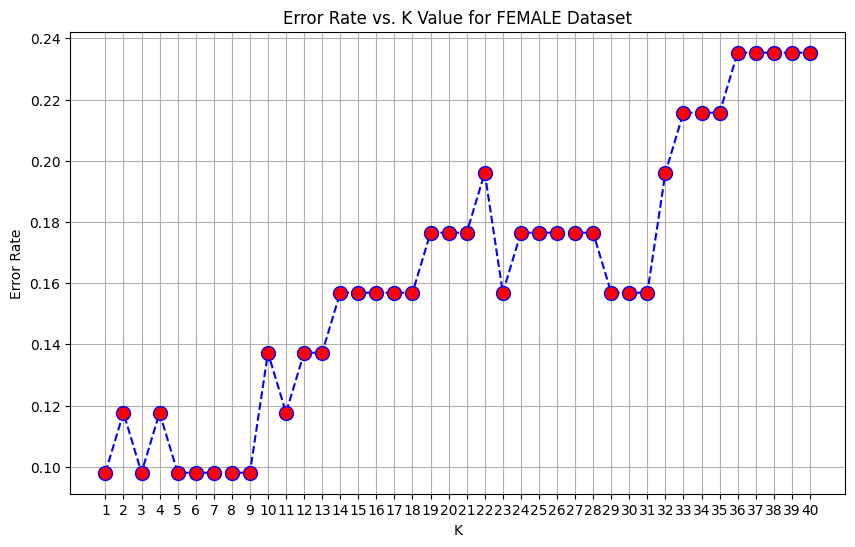 Error Rate vs. K Value for FEMALE Dataset
0.24
0.22
0.20
0.18
0.16
0.14
0.12
0.10
Error Rate
1 2 3 4 5 6 7 8 9 10 11 12 13 14 15 16 17 18 19 20 21 22 23 24 25 26 27 28 29 30 31 32 33 34 35 36 37 38 39 40
K